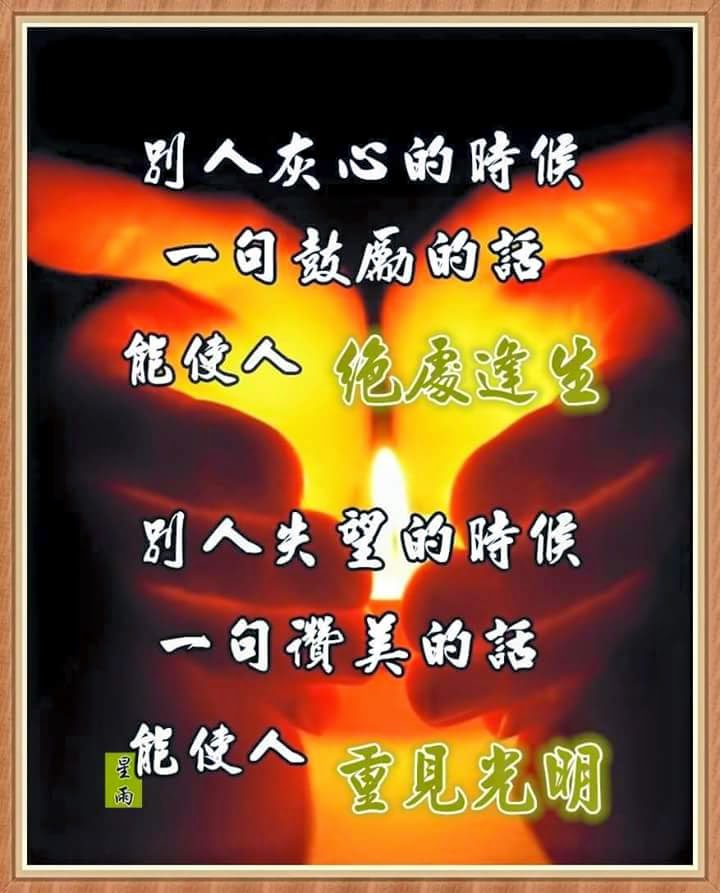 別人灰心的時候
一句鼓勵的話
能使人 絕處逢生
別人失望的時候
一句讚美的話
能使人 重見光明
星雨